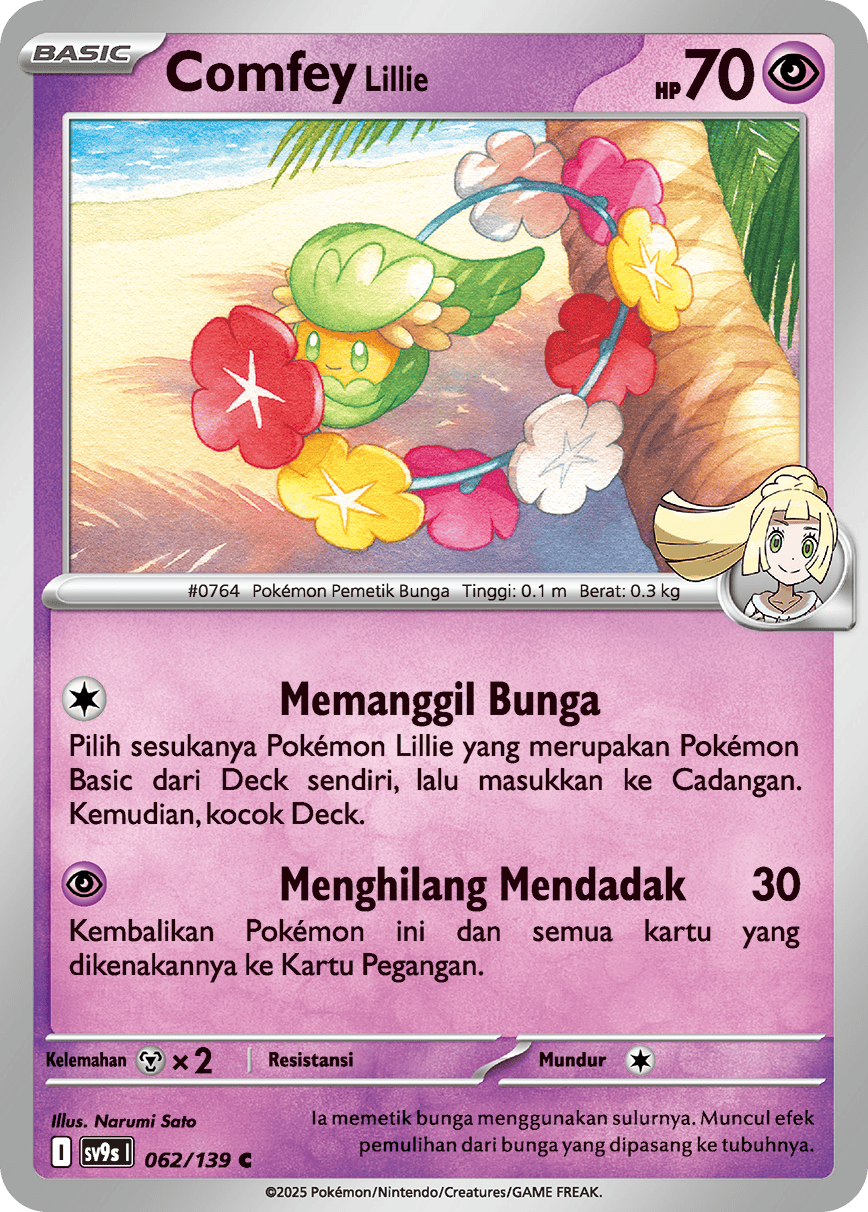 BASIC
Comfey Lillie HP 70
#0764 Pokémon Pemetik Bunga Tinggi: 0.1 m Berat: 0.3 kg
Memanggil Bunga
Pilih sesukanya Pokémon Lillie yang merupakan Pokémon
Basic dari Deck sendiri, lalu masukkan ke Cadangan.
Kemudian, kocok Deck.
Menghilang Mendadak 30
Kembalikan Pokémon ini dan semua kartu yang
dikenakannya ke Kartu Pegangan.
Kelemahan ×2 Resistansi Mundur
Illus. Narumi Sato
Ia memetik bunga menggunakan sulurnya. Muncul efek
pemulihan dari bunga yang dipasang ke tubuhnya.
I sv9s I 062/139 C
©2025 Pokémon/Nintendo/Creatures/GAME FREAK.